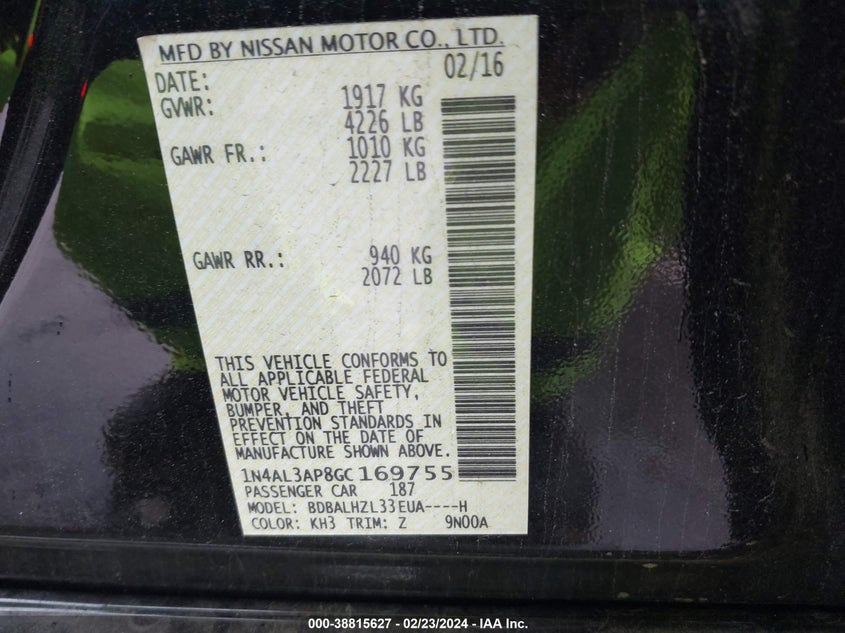 MFD BY NISSAN MOTOR CO., LTD.
DATE: 02/16
GVWR: 1917 KG
4226 LB
GAWR FR.: 1010 KG
2227 LB
GAWR RR.: 940 KG
2072 LB
THIS VEHICLE CONFORMS TO
ALL APPLICABLE FEDERAL
MOTOR VEHICLE SAFETY,
BUMPER, AND THEFT
PREVENTION STANDARDS IN
EFFECT ON THE DATE OF
MANUFACTURE SHOWN ABOVE.
1N4AL3AP8GC169755
PASSENGER CAR 187
MODEL: BDBALHZL33EUA----H
COLOR: KH3 TRIM: Z 9N00A
000-38815627 - 02/23/2024 - IAA Inc.